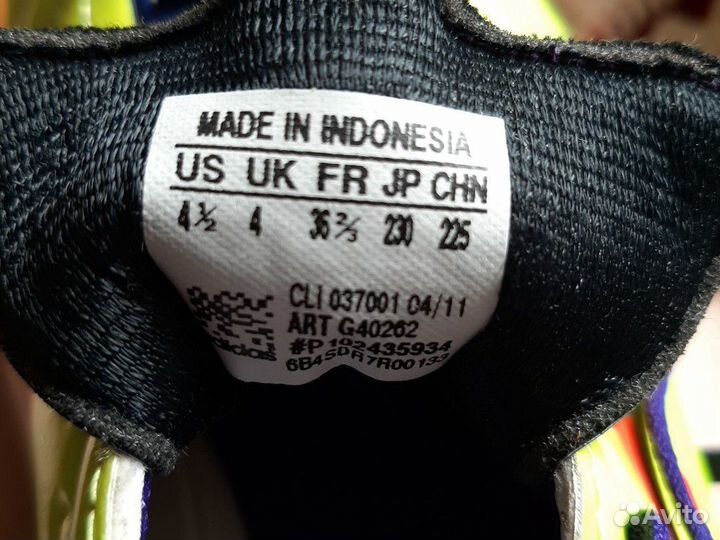 MADE IN INDONESIA
US UK FR JP CHN
4½ 4 36⅔ 230 225
CLI 037001 04/11
ART G40262
#P 102435934
6B4SDR7R00133
adidas
Avito